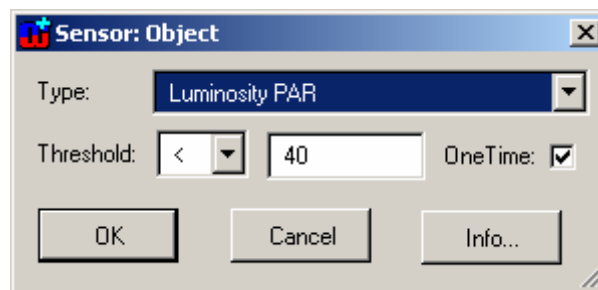 Sensor: Object
Type: Luminosity PAR
Threshold: < 40 OneTime:
OK Cancel Info...